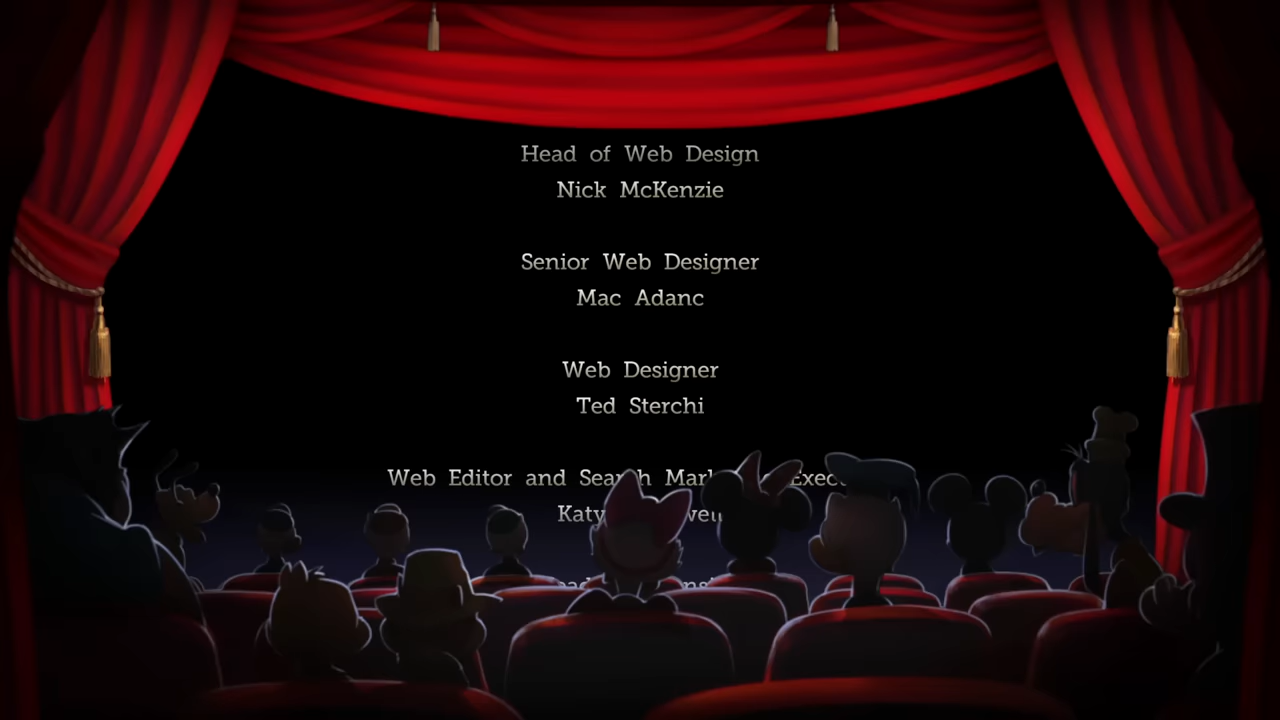 Head of Web Design
Nick McKenzie
Senior Web Designer
Mac Adanc
Web Designer
Ted Sterchi
Web Editor and
Katy